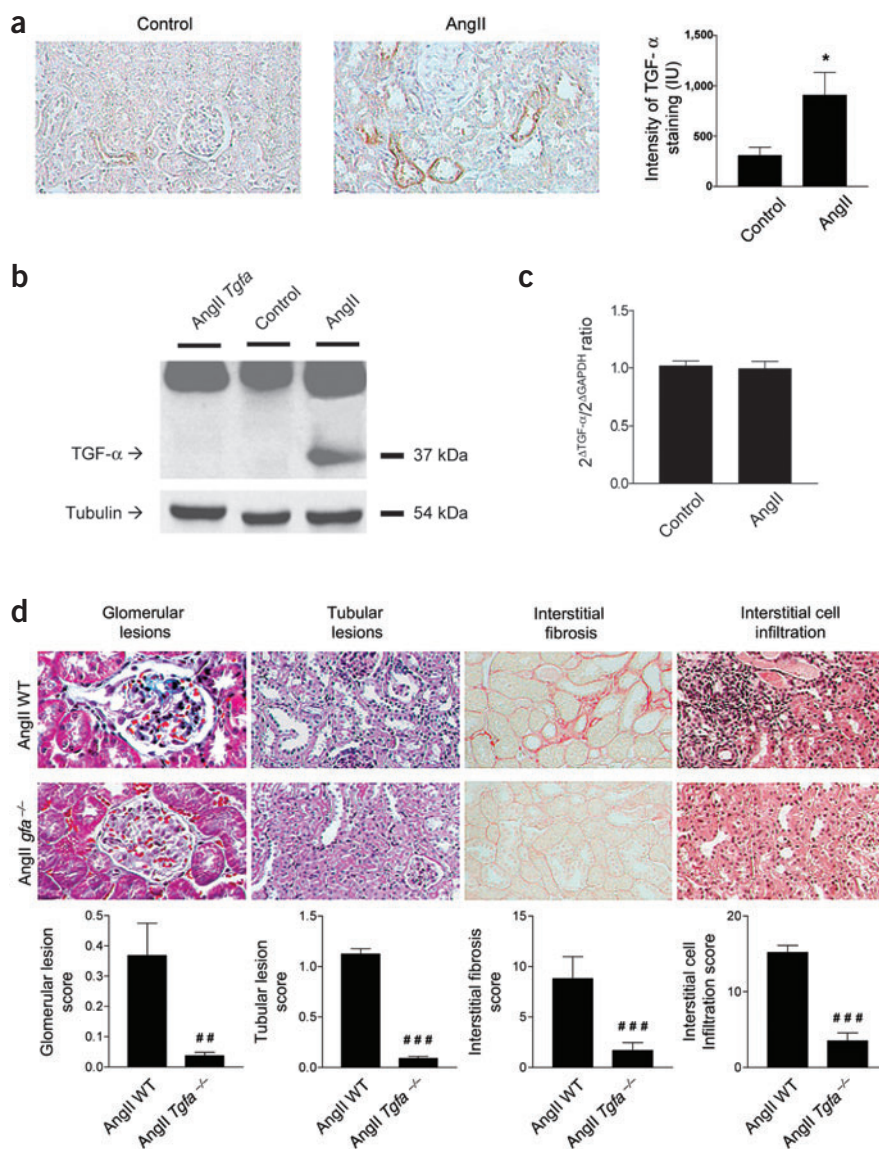 a
Control
AngII
Intensity of TGF- α
staining (IU)
1,500
1,000
500
0
*
Control
AngII
b
AngII Tgfa
Control
AngII
TGF-α →
37 kDa
Tubulin →
54 kDa
c
2^ΔTGF-α/2^ΔGAPDH ratio
1.5
1.0
0.5
0.0
Control
AngII
d
Glomerular
lesions
Tubular
lesions
Interstitial
fibrosis
Interstitial cell
infiltration
AngII WT
AngII gfa −/−
Glomerular lesion
score
0.5
0.4
0.3
0.2
0.1
0.0
##
AngII WT
AngII Tgfa −/−
Tubular lesion
score
1.5
1.0
0.5
0.0
###
AngII WT
AngII Tgfa −/−
Interstitial fibrosis
score
15
10
5
0
###
AngII WT
AngII Tgfa −/−
Interstitial cell
Infiltration score
20
10
0
###
AngII WT
AngII Tgfa −/−